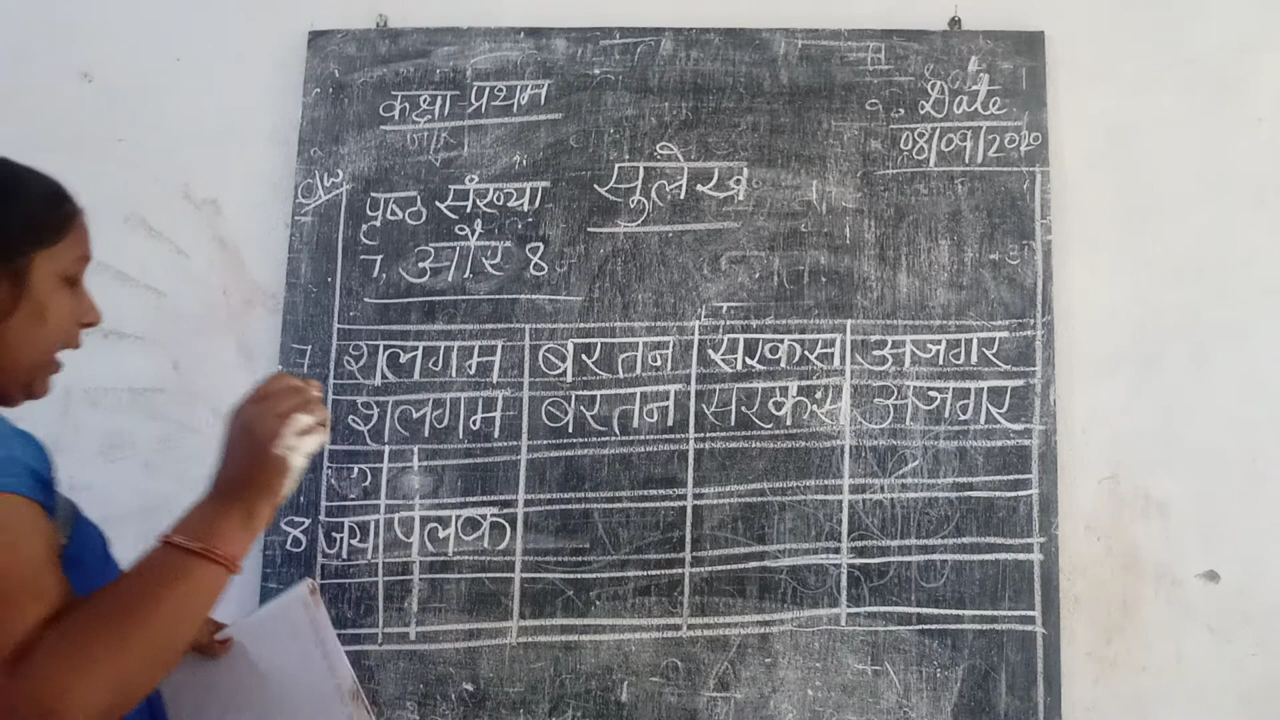 कक्षा प्रथम
Date
08/09/2020
C/W
सुलेख
पृष्ठ संख्या
7, और 8
7 शलगम बरतन सरकस अजगर
शलगम बरतन सरकस अजगर
8 जय पलक